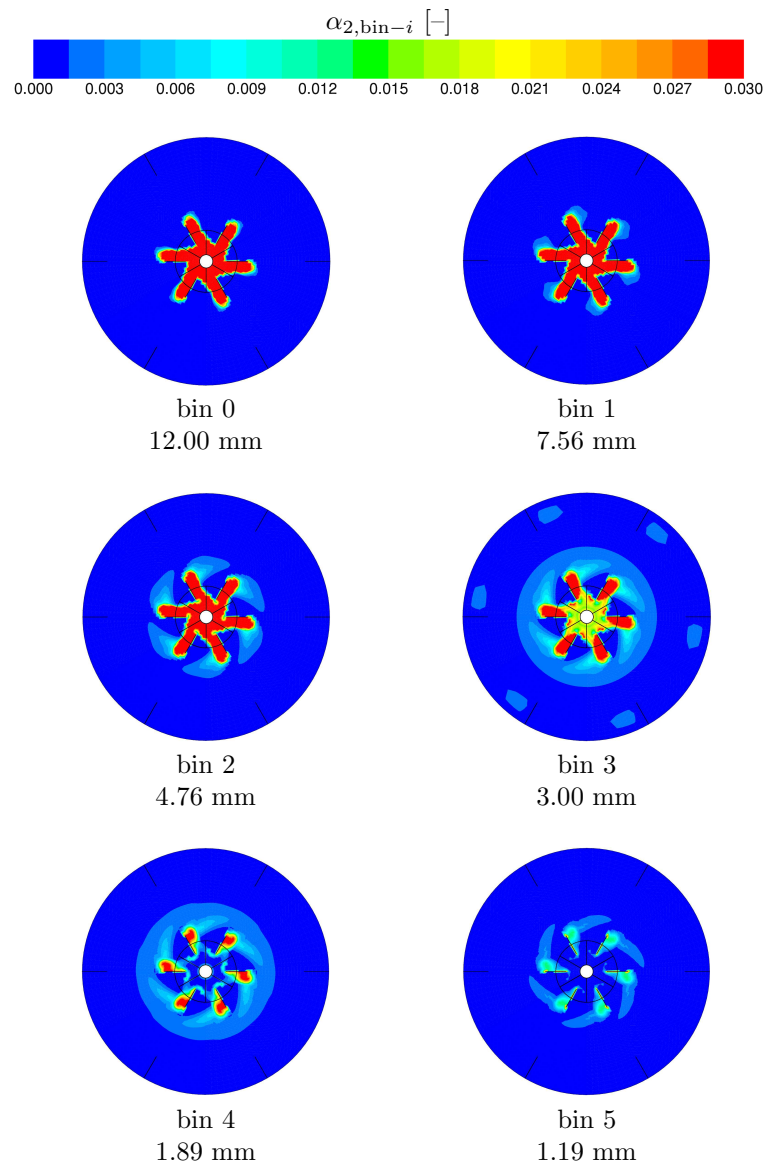 α2,bin−i [–]
0.000 0.003 0.006 0.009 0.012 0.015 0.018 0.021 0.024 0.027 0.030
bin 0 bin 1
12.00 mm 7.56 mm
bin 2 bin 3
4.76 mm 3.00 mm
bin 4 bin 5
1.89 mm 1.19 mm